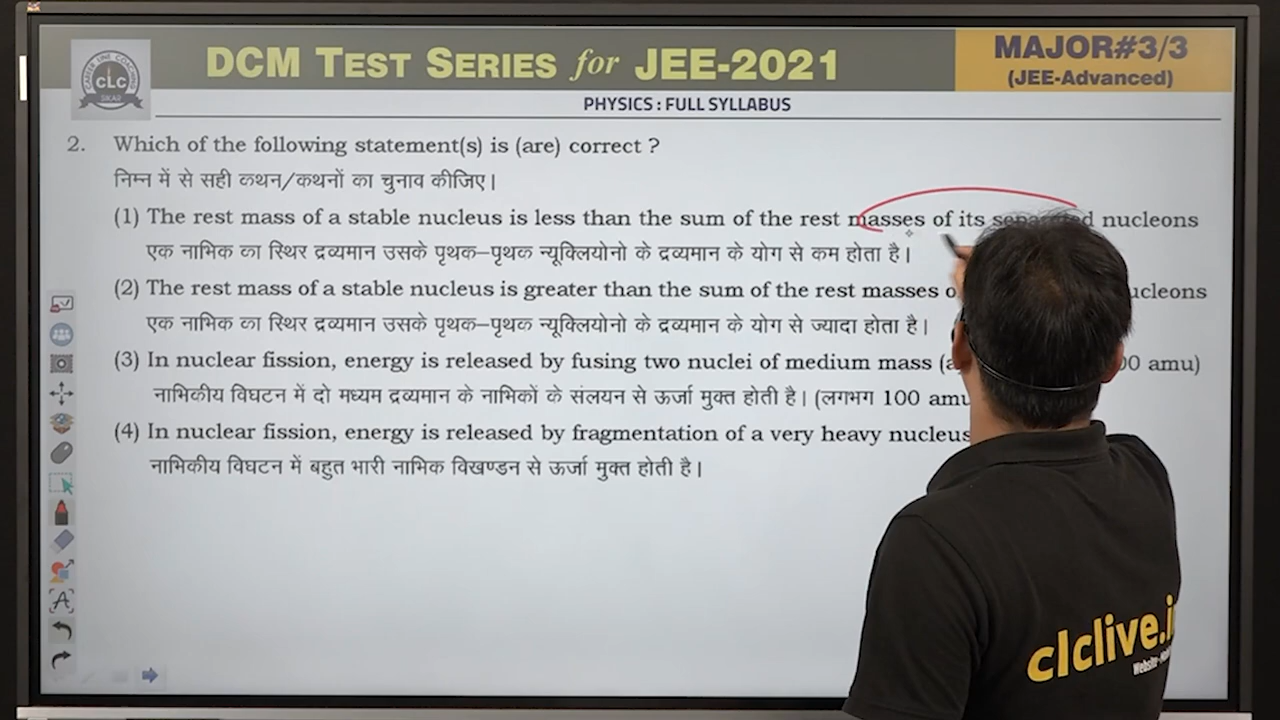 DCM TEST SERIES for JEE-2021
MAJOR#3/3
(JEE-Advanced)
CLC
SIKAR
PHYSICS : FULL SYLLABUS
2. Which of the following statement(s) is (are) correct ?
निम्न में से सही कथन/कथनों का चुनाव कीजिए।
(1) The rest mass of a stable nucleus is less than the sum of the rest masses of its separated nucleons
एक नाभिक का स्थिर द्रव्यमान उसके पृथक–पृथक न्यूक्लियोनो के द्रव्यमान के योग से कम होता है।
(2) The rest mass of a stable nucleus is greater than the sum of the rest masses
एक नाभिक का स्थिर द्रव्यमान उसके पृथक–पृथक न्यूक्लियोनो के द्रव्यमान के योग से ज्यादा होता है।
(3) In nuclear fission, energy is released by fusing two nuclei of medium mass amu)
नाभिकीय विघटन में दो मध्यम द्रव्यमान के नाभिकों के संलयन से ऊर्जा मुक्त होती है। (लगभग 100 amu
(4) In nuclear fission, energy is released by fragmentation of a very heavy nucleus
नाभिकीय विघटन में बहुत भारी नाभिक विखण्डन से ऊर्जा मुक्त होती है।
A
clclive.i